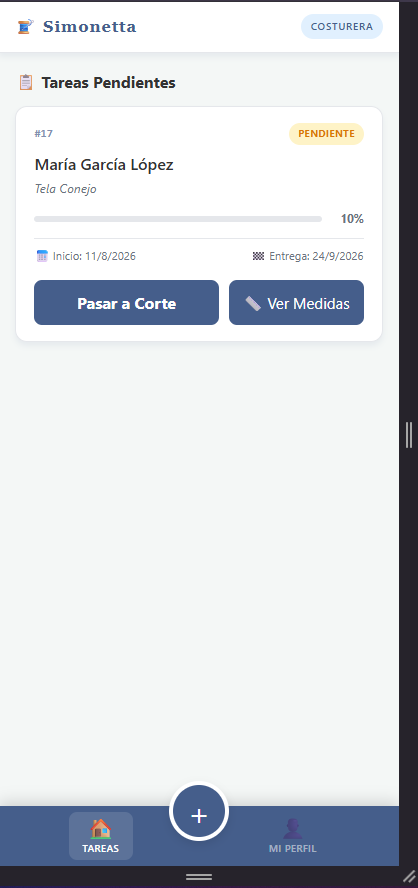 Simonetta
COSTURERA
Tareas Pendientes
#17
PENDIENTE
María García López
Tela Conejo
10%
Inicio: 11/8/2026
Entrega: 24/9/2026
Pasar a Corte
Ver Medidas
+
TAREAS
MI PERFIL